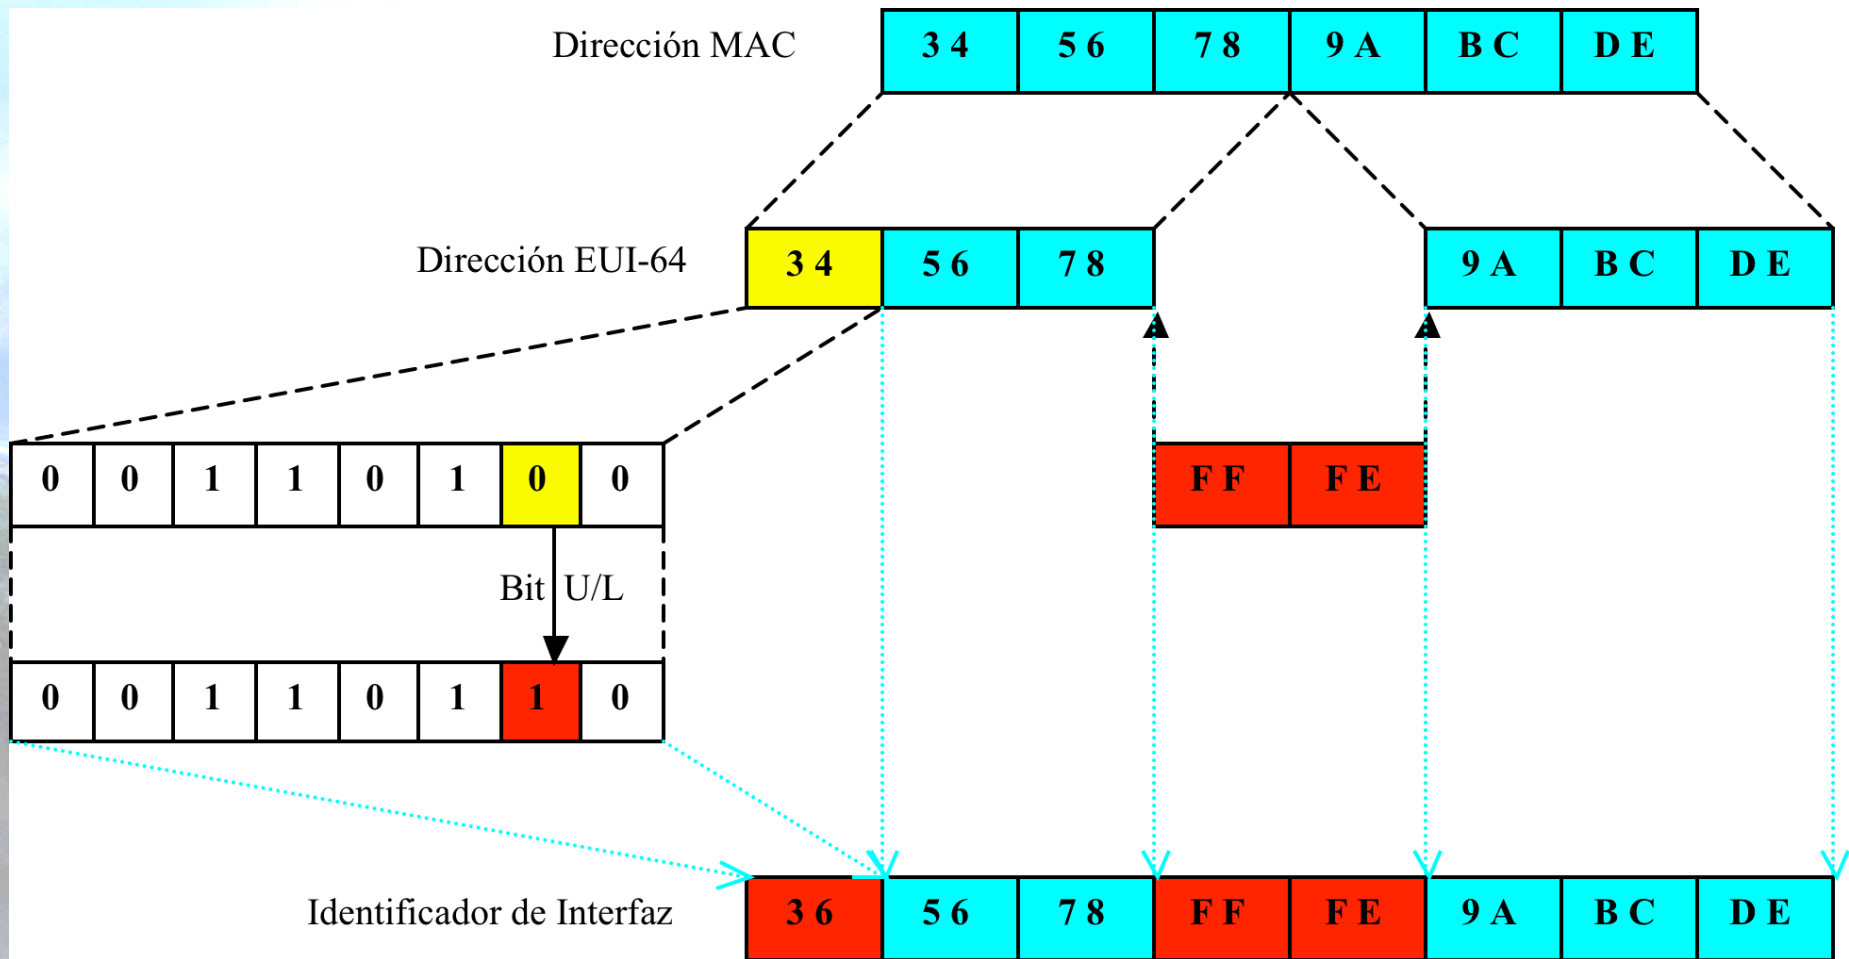 Dirección MAC 3 4 5 6 7 8 9 A B C D E
Dirección EUI-64 3 4 5 6 7 8 9 A B C D E
0 0 1 1 0 1 0 0 F F F E
Bit U/L
0 0 1 1 0 1 1 0
Identificador de Interfaz 3 6 5 6 7 8 F F F E 9 A B C D E